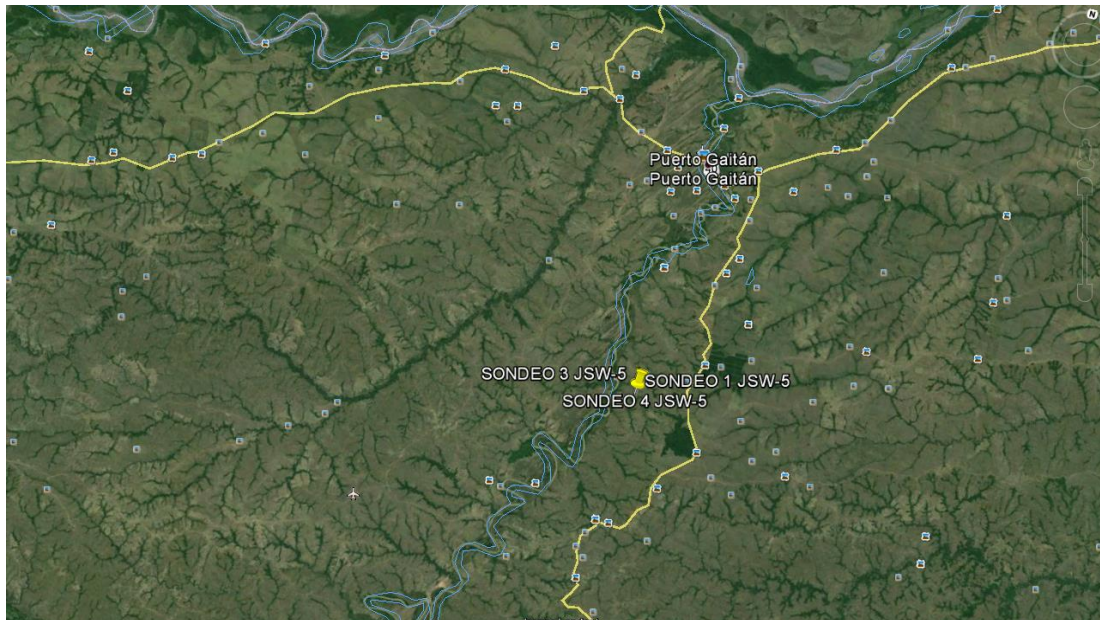 N
Puerto Gaitán
Puerto Gaitán
SONDEO 3 JSW-5
SONDEO 1 JSW-5
SONDEO 4 JSW-5